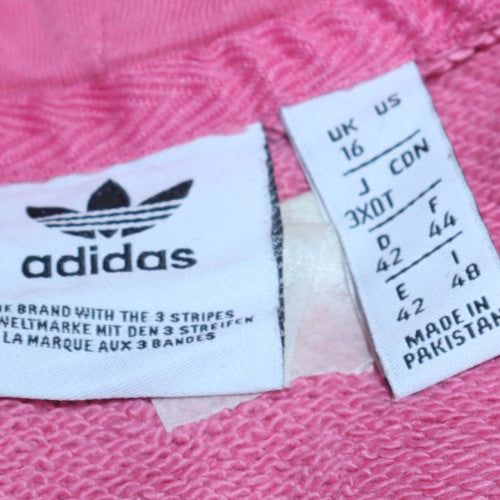 adidas
THE BRAND WITH THE 3 STRIPES
WELTMARKE MIT DEN 3 STREIFEN
LA MARQUE AUX 3 BANDES
UK US
16
J CDN
3XOT
D F
42 44
E I
42 48
MADE IN
PAKISTAN